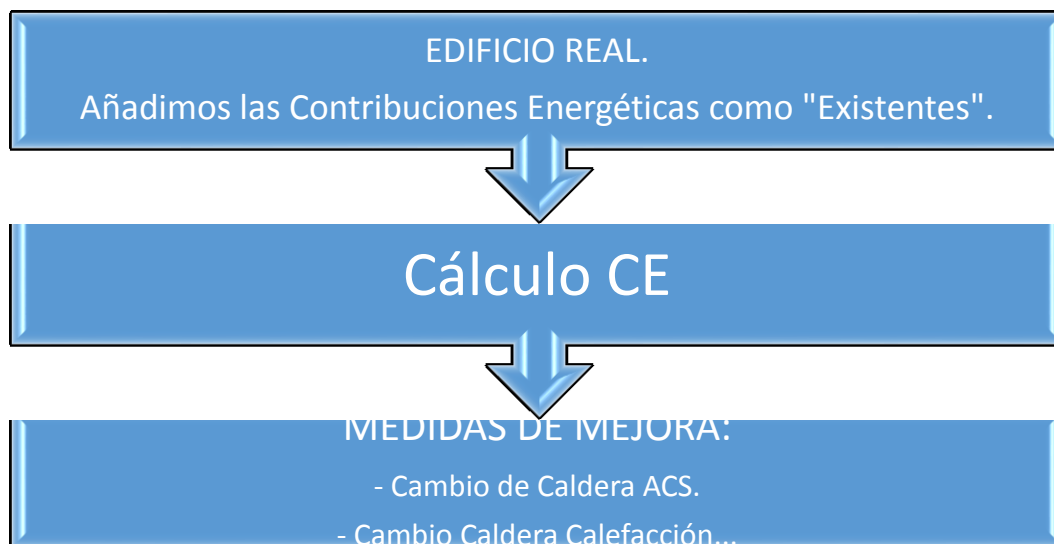 EDIFICIO REAL.
Añadimos las Contribuciones Energéticas como "Existentes".
Cálculo CE
MEDIDAS DE MEJORA:
- Cambio de Caldera ACS.
- Cambio Caldera Calefacción...